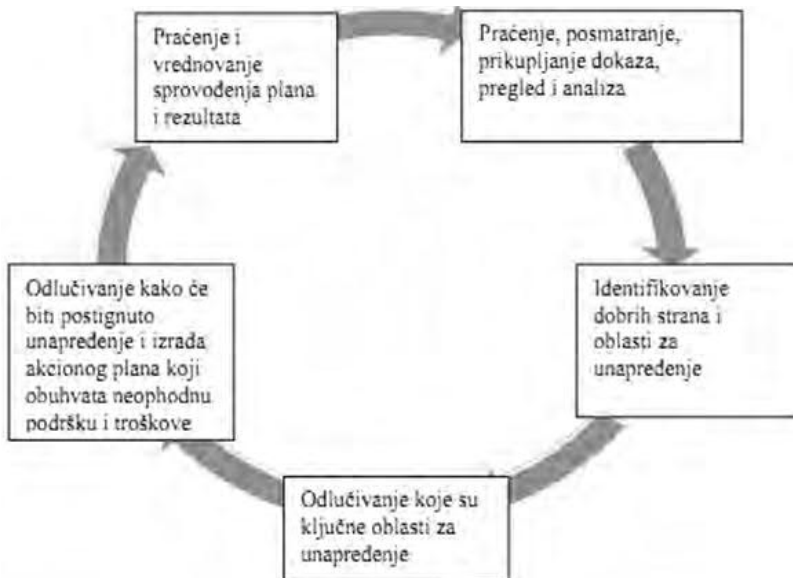 Praćenje i
vrednovanje
sprovođenja plana
i rezultata
Praćenje, posmatranje,
prikupljanje dokaza,
pregled i analiza
Identifikovanje
dobrih strana i
oblasti za
unapređenje
Odlučivanje koje su
ključne oblasti za
unapređenje
Odlučivanje kako će
biti postignuto
unapređenje i izrada
akcionog plana koji
obuhvata neophodnu
podršku i troškove